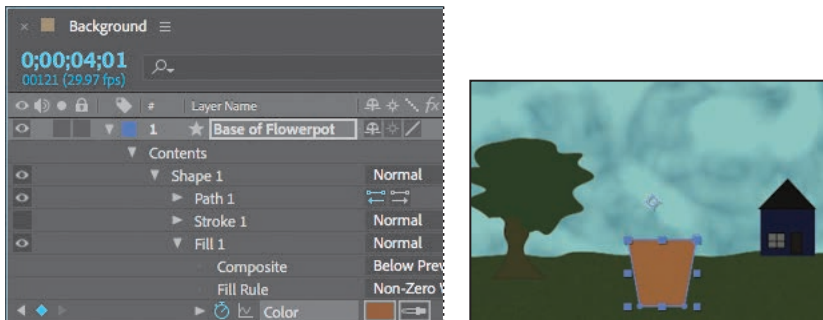 Background
0;00;04;01
00121 (29.97 fps)
# Layer Name
1 Base of Flowerpot
Contents
Shape 1 Normal
Path 1
Stroke 1 Normal
Fill 1 Normal
Composite Below Prev
Fill Rule Non-Zero W
Color